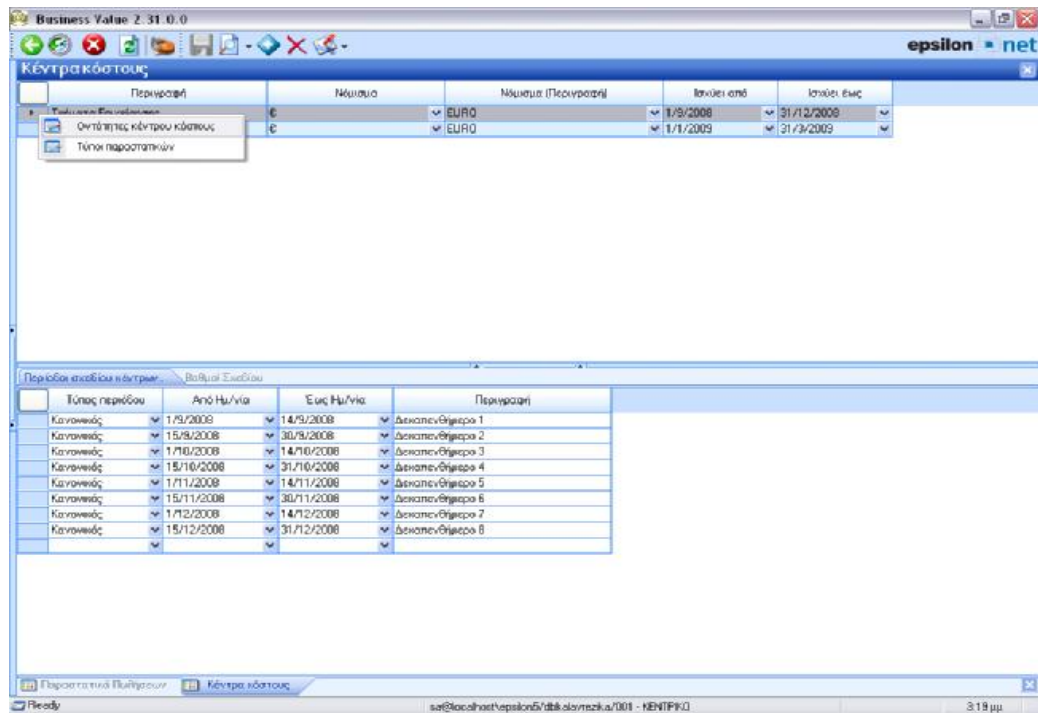 Business Value 2.31.0.0
epsilon net
Κέντρα κόστους
Περιγραφή Νόμισμα Νόμισμα (Περιγραφή) Ισχύει από Ισχύει έως
€ EURO 1/9/2008 31/12/2008
€ EURO 1/1/2009 31/3/2009
Οντότητες κέντρου κόστους
Τύποι παραστατικών
Περίοδοι σχεδίου κέντρων Βαθμοί Σχεδίου
Τύπος περιόδου Από Ημ/νία Έως Ημ/νία Περιγραφή
Κανονικός 1/9/2008 14/9/2008 Δεκαπενθήμερο 1
Κανονικός 15/9/2008 30/9/2008 Δεκαπενθήμερο 2
Κανονικός 1/10/2008 14/10/2008 Δεκαπενθήμερο 3
Κανονικός 15/10/2008 31/10/2008 Δεκαπενθήμερο 4
Κανονικός 1/11/2008 14/11/2008 Δεκαπενθήμερο 5
Κανονικός 15/11/2008 30/11/2008 Δεκαπενθήμερο 6
Κανονικός 1/12/2008 14/12/2008 Δεκαπενθήμερο 7
Κανονικός 15/12/2008 31/12/2008 Δεκαπενθήμερο 8
Παραστατικά Πωλήσεων Κέντρα κόστους
Ready 3:19 μμ